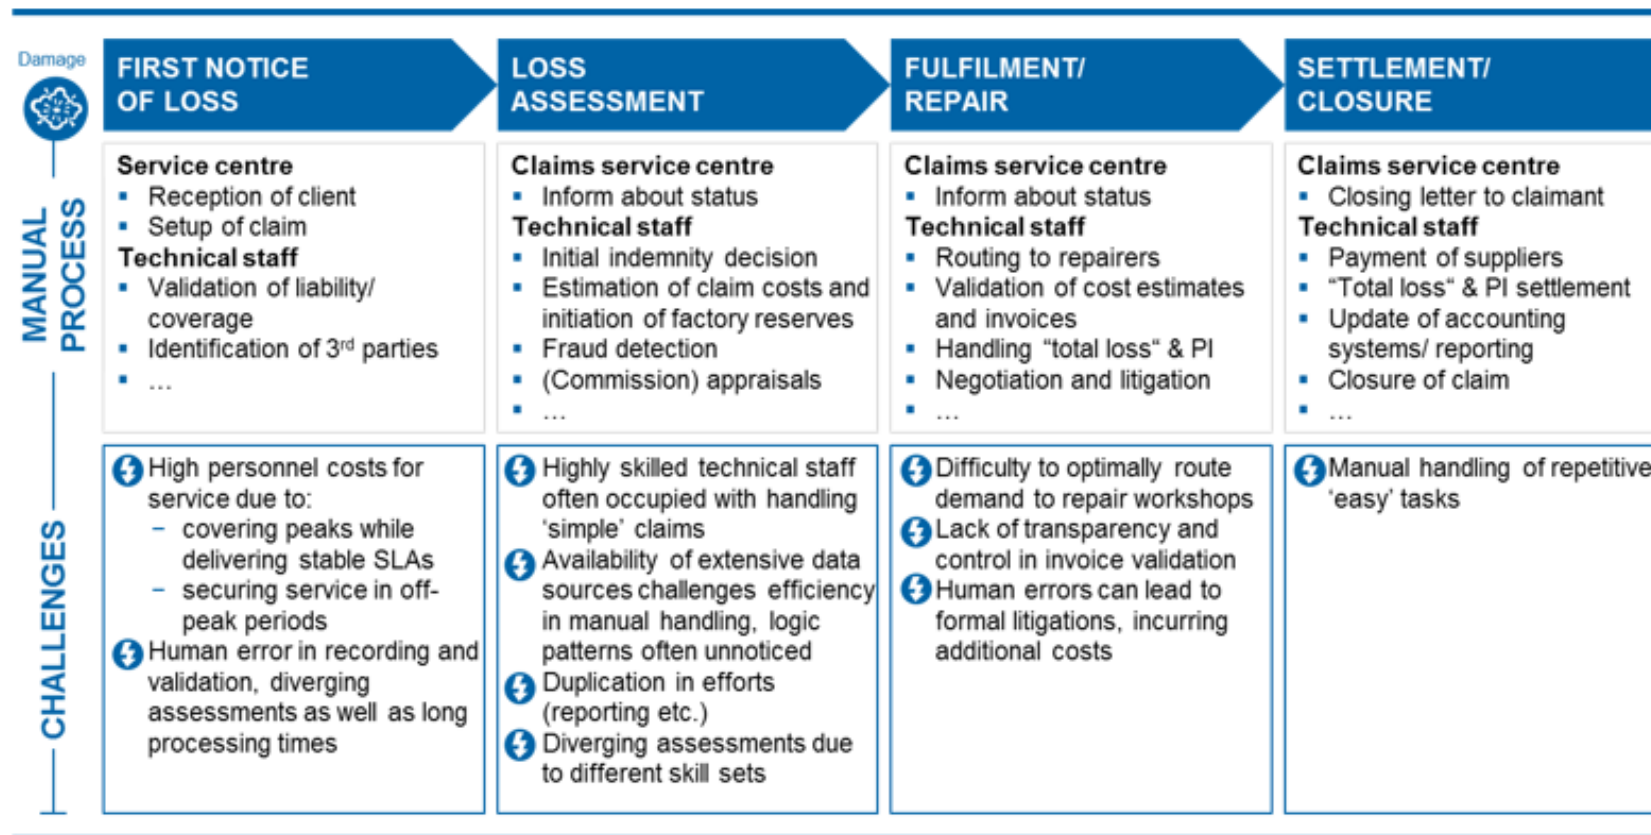 Damage
FIRST NOTICE
OF LOSS
LOSS
ASSESSMENT
FULFILMENT/
REPAIR
SETTLEMENT/
CLOSURE
MANUAL
PROCESS
Service centre
▪ Reception of client
▪ Setup of claim
Technical staff
▪ Validation of liability/
coverage
▪ Identification of 3rd parties
▪ …
Claims service centre
▪ Inform about status
Technical staff
▪ Initial indemnity decision
▪ Estimation of claim costs and
initiation of factory reserves
▪ Fraud detection
▪ (Commission) appraisals
▪ …
Claims service centre
▪ Inform about status
Technical staff
▪ Routing to repairers
▪ Validation of cost estimates
and invoices
▪ Handling “total loss“ & PI
▪ Negotiation and litigation
▪ …
Claims service centre
▪ Closing letter to claimant
Technical staff
▪ Payment of suppliers
▪ “Total loss“ & PI settlement
▪ Update of accounting
systems/ reporting
▪ Closure of claim
▪ …
CHALLENGES
High personnel costs for
service due to:
− covering peaks while
delivering stable SLAs
− securing service in off-
peak periods
Human error in recording and
validation, diverging
assessments as well as long
processing times
Highly skilled technical staff
often occupied with handling
‘simple’ claims
Availability of extensive data
sources challenges efficiency
in manual handling, logic
patterns often unnoticed
Duplication in efforts
(reporting etc.)
Diverging assessments due
to different skill sets
Difficulty to optimally route
demand to repair workshops
Lack of transparency and
control in invoice validation
Human errors can lead to
formal litigations, incurring
additional costs
Manual handling of repetitive
‘easy’ tasks